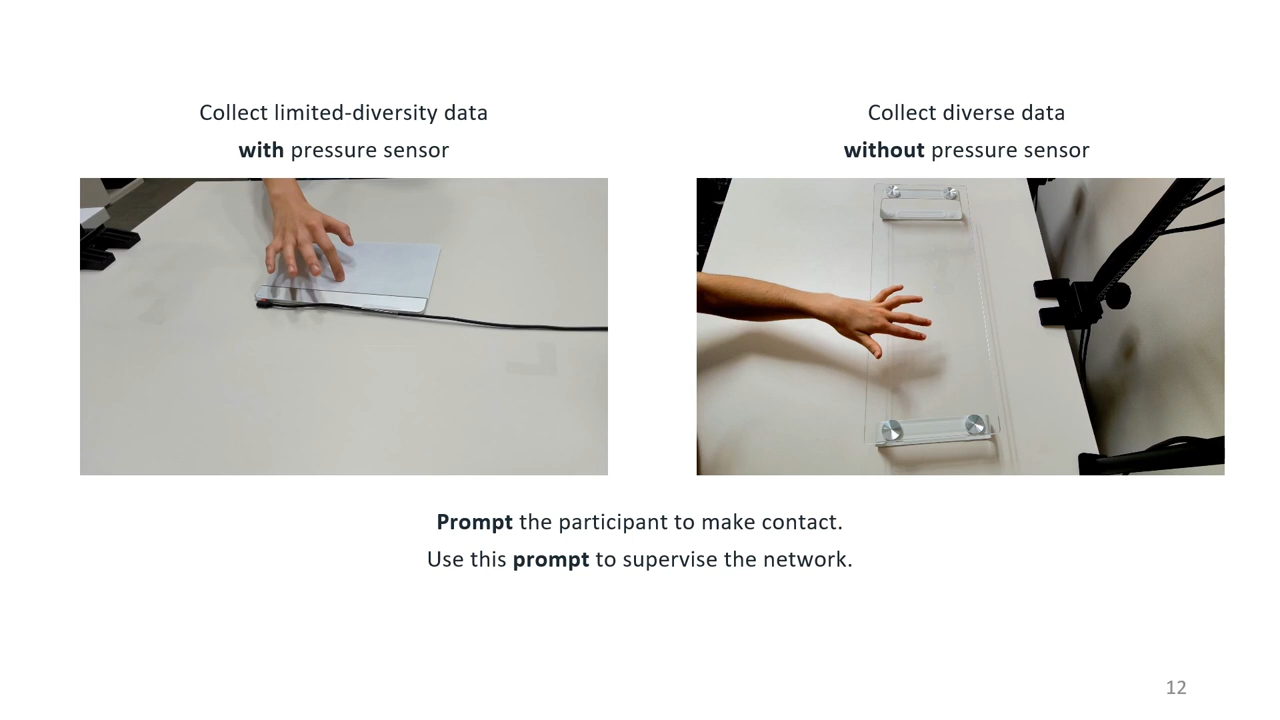 Collect limited-diversity data
with pressure sensor
Collect diverse data
without pressure sensor
Prompt the participant to make contact.
Use this prompt to supervise the network.
12